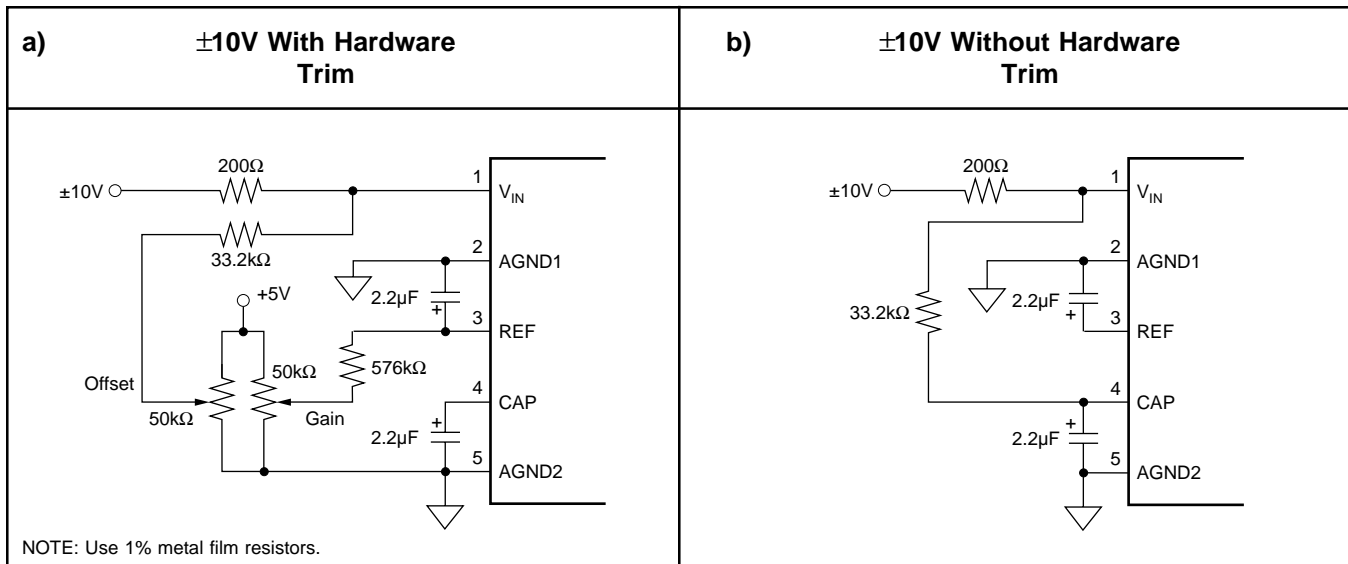 a)
±10V With Hardware
Trim
200Ω
±10V
1
V_IN
33.2kΩ
2
AGND1
+5V
2.2µF
+
3
REF
576kΩ
Offset
50kΩ
50kΩ
Gain
4
CAP
+
2.2µF
5
AGND2
NOTE: Use 1% metal film resistors.
b)
±10V Without Hardware
Trim
200Ω
±10V
1
V_IN
2
AGND1
2.2µF
+
3
REF
33.2kΩ
4
CAP
+
2.2µF
5
AGND2